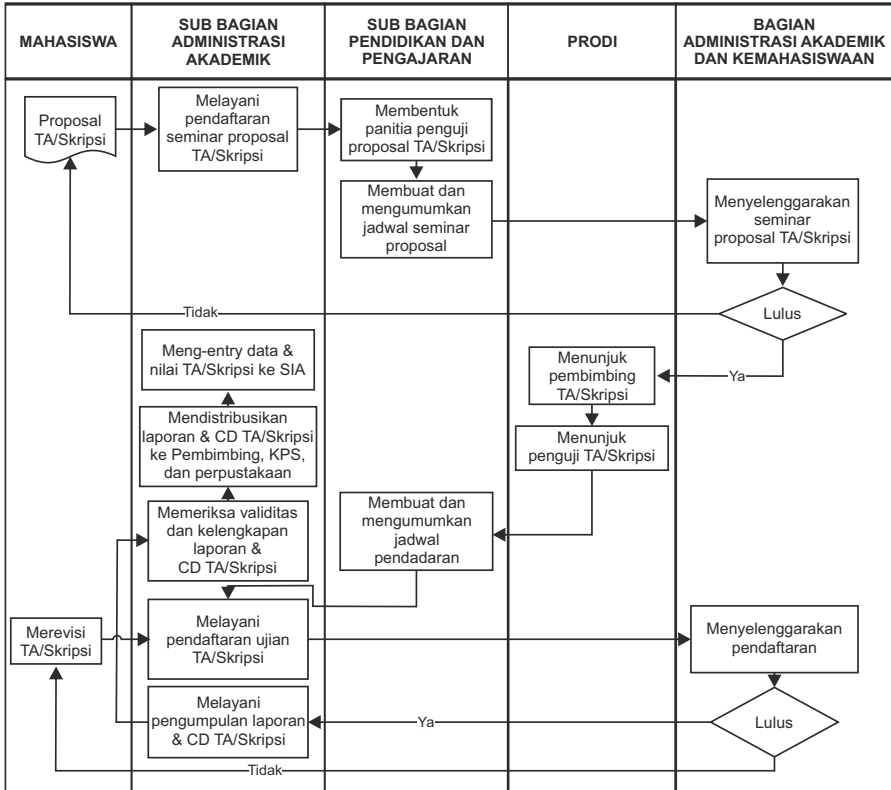 MAHASISWA
SUB BAGIAN
ADMINISTRASI
AKADEMIK
SUB BAGIAN
PENDIDIKAN DAN
PENGAJARAN
PRODI
BAGIAN
ADMINISTRASI AKADEMIK
DAN KEMAHASISWAAN
Proposal
TA/Skripsi
Melayani
pendaftaran
seminar proposal
TA/Skripsi
Membentuk
panitia penguji
proposal TA/Skripsi
Membuat dan
mengumumkan
jadwal seminar
proposal
Menyelenggarakan
seminar
proposal TA/Skripsi
Lulus
Tidak
Ya
Menunjuk
pembimbing
TA/Skripsi
Menunjuk
penguji TA/Skripsi
Meng-entry data &
nilai TA/Skripsi ke SIA
Mendistribusikan
laporan & CD TA/Skripsi
ke Pembimbing, KPS,
dan perpustakaan
Memeriksa validitas
dan kelengkapan
laporan &
CD TA/Skripsi
Membuat dan
mengumumkan
jadwal
pendadaran
Merevisi
TA/Skripsi
Melayani
pendaftaran ujian
TA/Skripsi
Menyelenggarakan
pendaftaran
Melayani
pengumpulan laporan
& CD TA/Skripsi
Ya
Lulus
Tidak